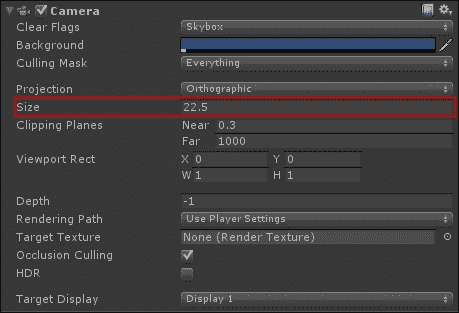 Camera
Clear Flags Skybox
Background
Culling Mask Everything
Projection Orthographic
Size 22.5
Clipping Planes Near 0.3
Far 1000
Viewport Rect X 0 Y 0
W 1 H 1
Depth -1
Rendering Path Use Player Settings
Target Texture None (Render Texture)
Occlusion Culling
HDR
Target Display Display 1